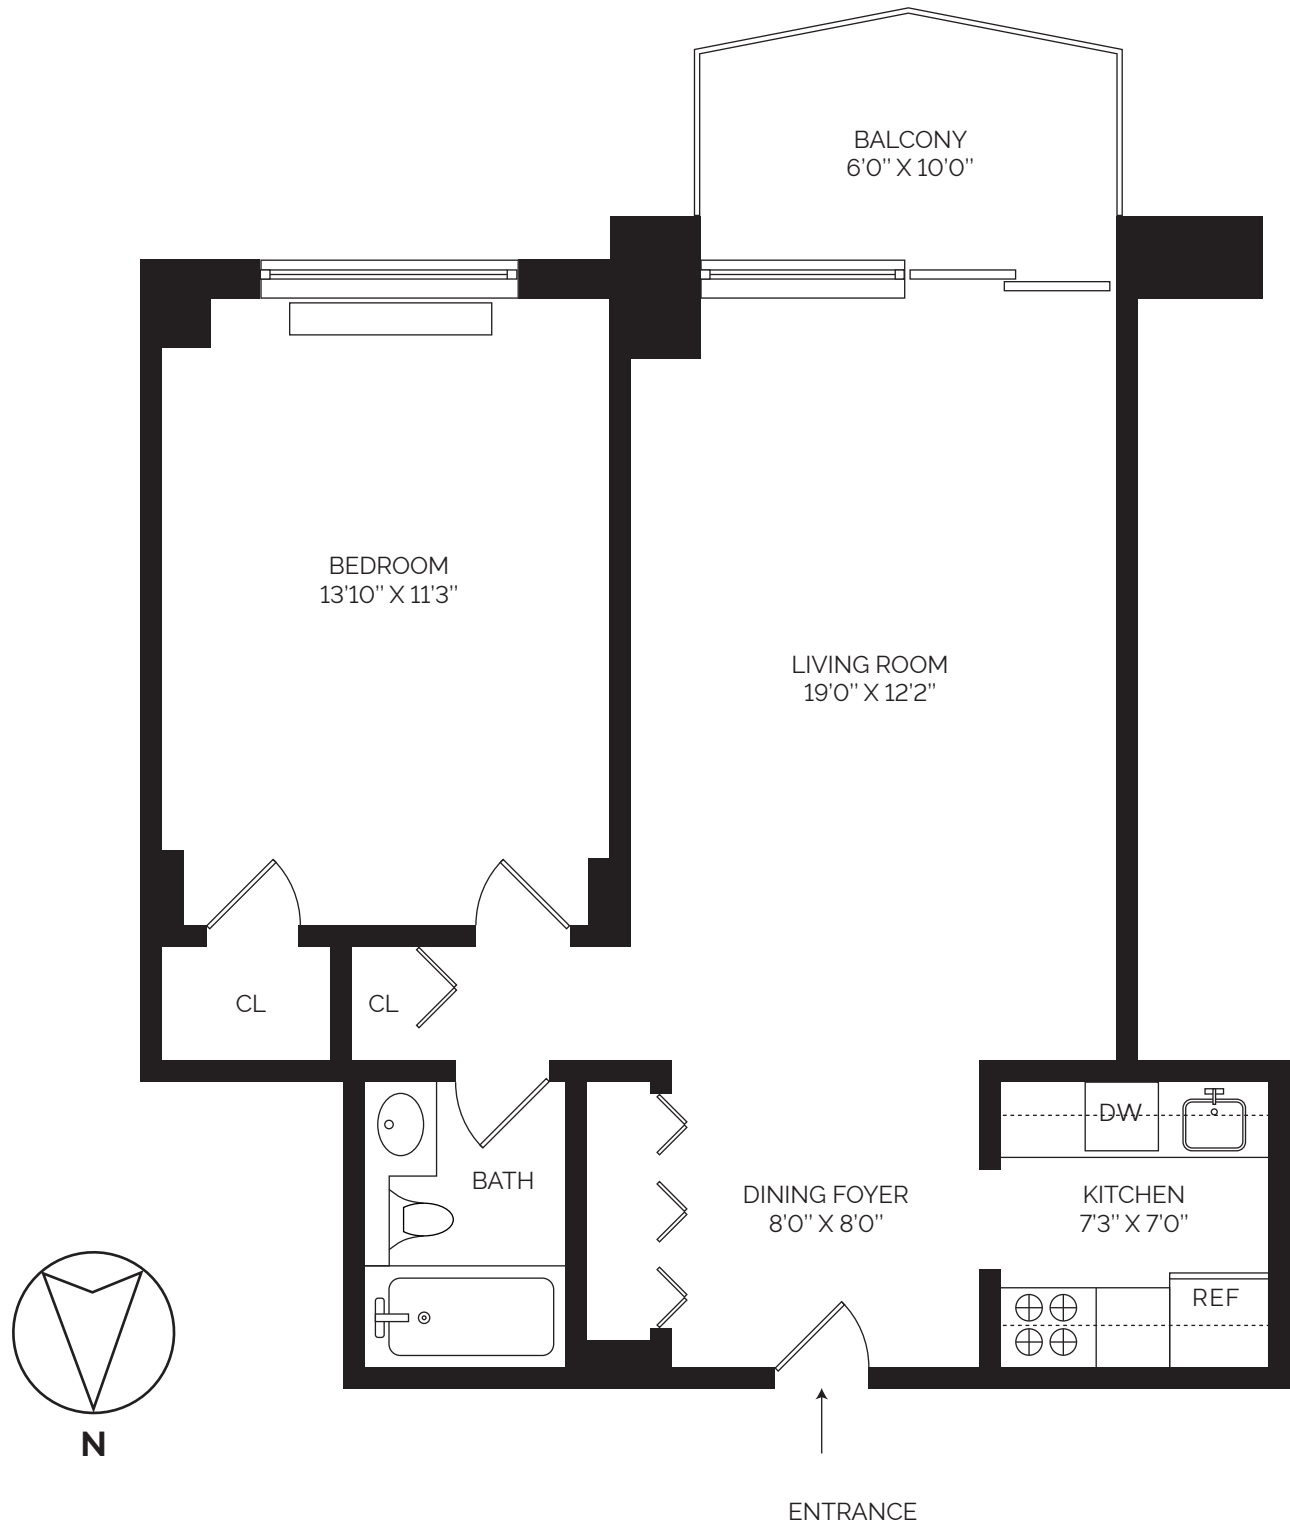 BALCONY
6'0" X 10'0"
BEDROOM
13'10" X 11'3"
LIVING ROOM
19'0" X 12'2"
CL
CL
DW
BATH
DINING FOYER
8'0" X 8'0"
KITCHEN
7'3" X 7'0"
REF
N
ENTRANCE